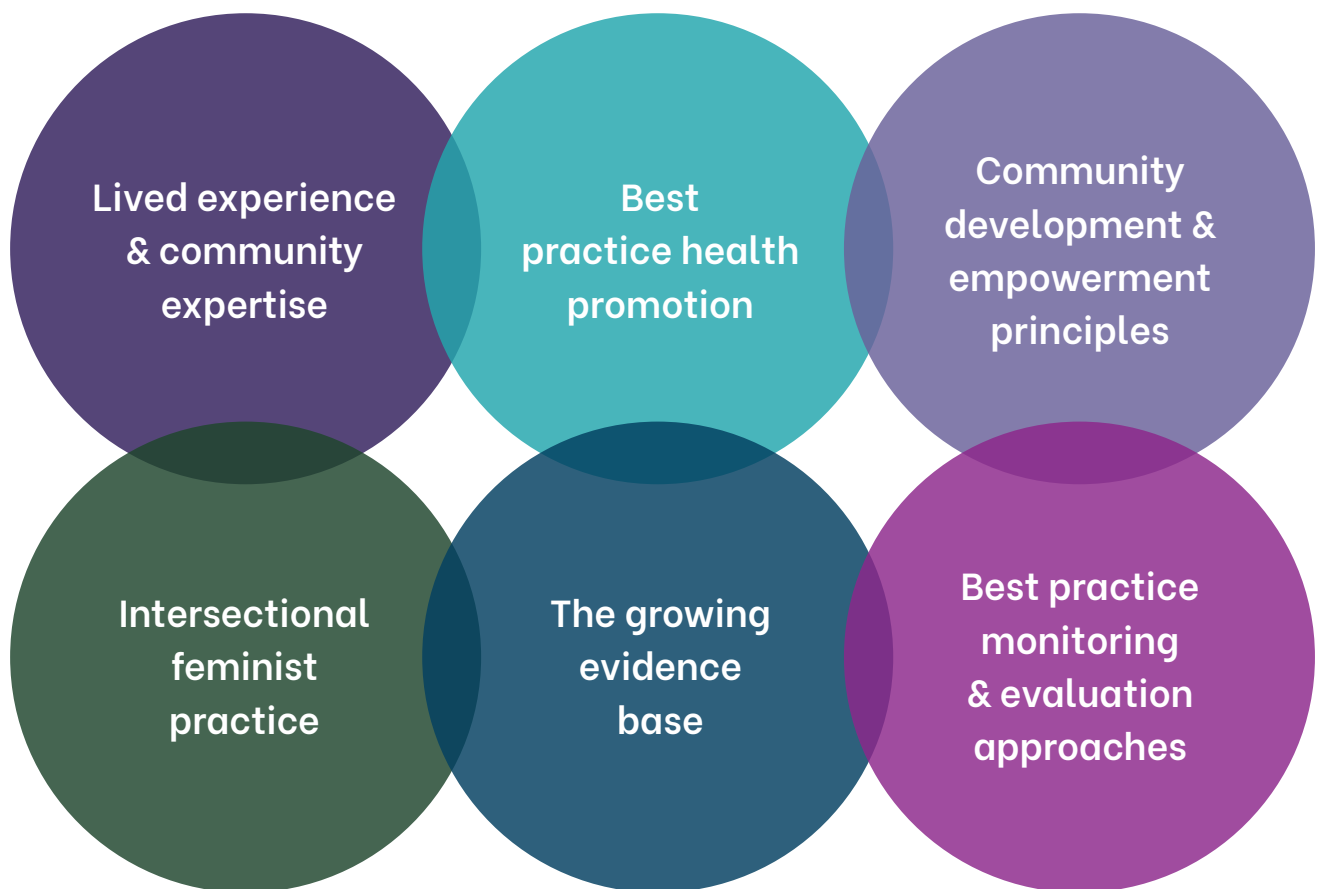 Lived experience
& community
expertise
Best
practice health
promotion
Community
development &
empowerment
principles
Intersectional
feminist
practice
The growing
evidence
base
Best practice
monitoring
& evaluation
approaches